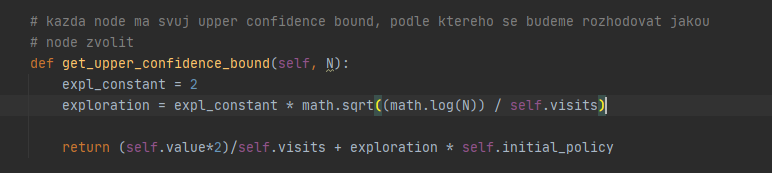 # kazda node ma svuj upper confidence bound, podle ktereho se budeme rozhodovat jakou
# node zvolit
def get_upper_confidence_bound(self, N):
expl_constant = 2
exploration = expl_constant * math.sqrt((math.log(N)) / self.visits)
return (self.value*2)/self.visits + exploration * self.initial_policy